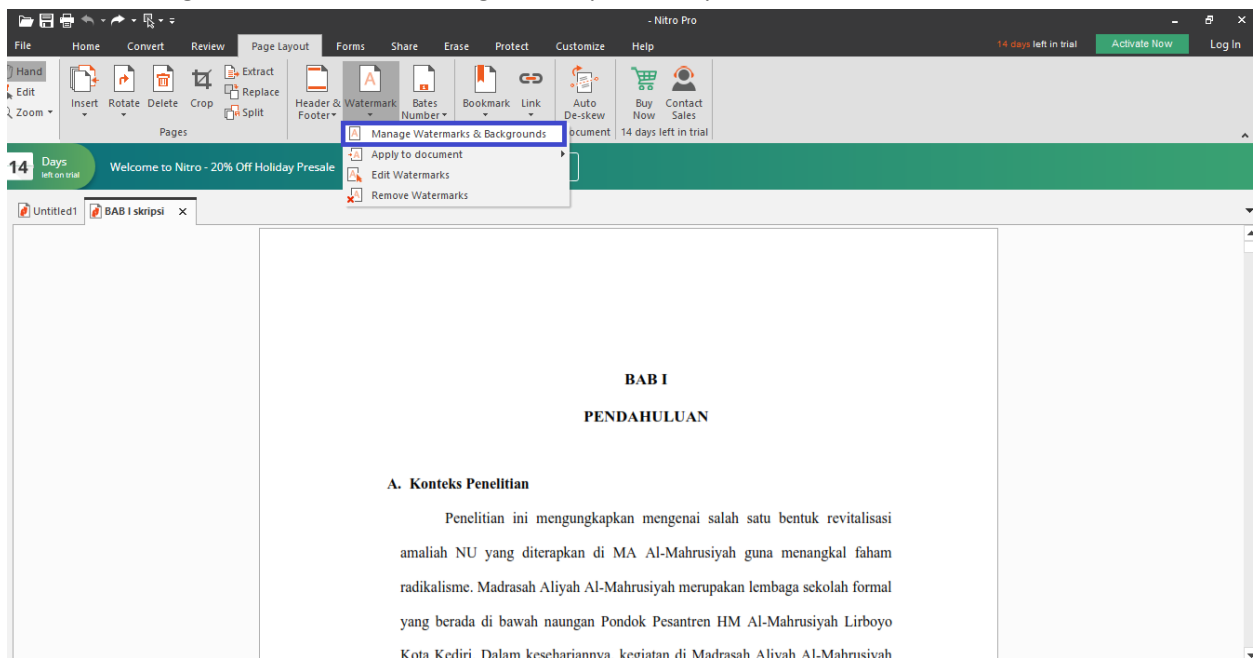 - Nitro Pro
File Home Convert Review Page Layout Forms Share Erase Protect Customize Help 14 days left in trial Activate Now Log In
Hand
Edit
Zoom
Insert Rotate Delete Crop
Extract
Replace
Split
Pages
Header & Footer
Watermark
Bates Number
Bookmark Link
Auto De-skew
Buy Now
Contact Sales
14 days left in trial
Manage Watermarks & Backgrounds
Apply to document
Edit Watermarks
Remove Watermarks
14 Days left on trial
Welcome to Nitro - 20% Off Holiday Presale
Untitled1 BAB I skripsi
BAB I
PENDAHULUAN
A. Konteks Penelitian
Penelitian ini mengungkapkan mengenai salah satu bentuk revitalisasi
amaliah NU yang diterapkan di MA Al-Mahrusiyah guna menangkal faham
radikalisme. Madrasah Aliyah Al-Mahrusiyah merupakan lembaga sekolah formal
yang berada di bawah naungan Pondok Pesantren HM Al-Mahrusiyah Lirboyo
Kota Kediri. Dalam kesehariannya, kegiatan di Madrasah Aliyah Al-Mahrusiyah